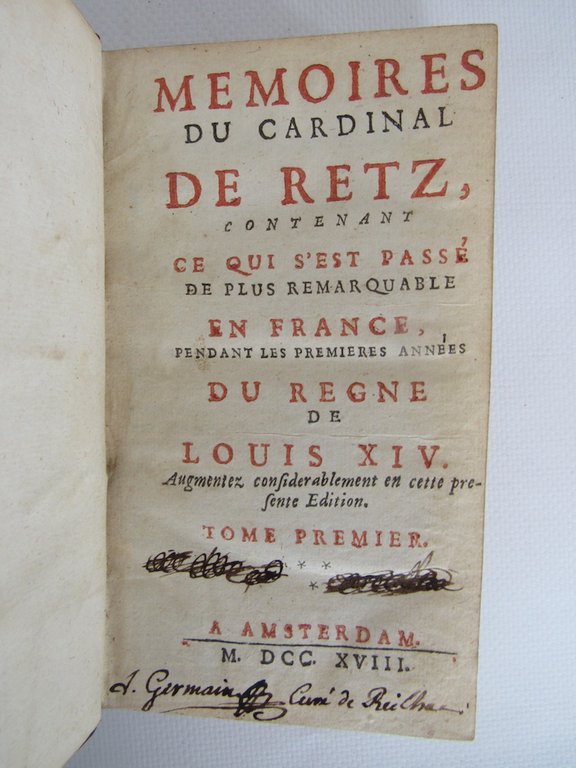 MEMOIRES
DU CARDINAL
DE RETZ,
CONTENANT
CE QUI S'EST PASSÉ
DE PLUS REMARQUABLE
EN FRANCE,
PENDANT LES PREMIERES ANNÉES
DU REGNE
DE
LOUIS XIV.
Augmentez conſiderablement en cette pre-
ſente Edition.
TOME PREMIER.
* *
*
A AMSTERDAM.
M. DCC. XVIII.
J. Germain Curé de